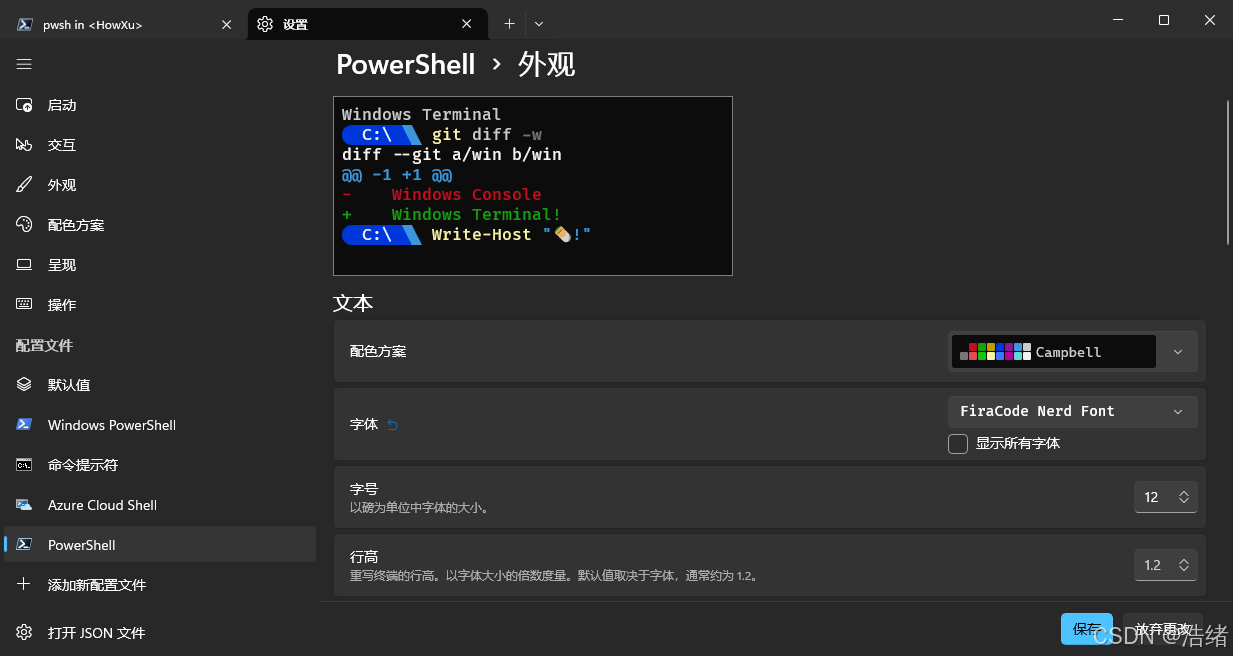 pwsh in <HowXu>
设置
PowerShell › 外观
启动
交互
外观
配色方案
呈现
操作
配置文件
默认值
Windows PowerShell
命令提示符
Azure Cloud Shell
PowerShell
添加新配置文件
打开 JSON 文件
Windows Terminal
C:\ git diff -w
diff --git a/win b/win
@@ -1 +1 @@
- Windows Console
+ Windows Terminal!
C:\ Write-Host "✏️!"
文本
配色方案
Campbell
字体
FiraCode Nerd Font
显示所有字体
字号
以磅为单位中字体的大小。
12
行高
重写终端的行高。以字体大小的倍数度量。默认值取决于字体，通常约为 1.2。
1.2
保存
放弃更改
CSDN @浩绪